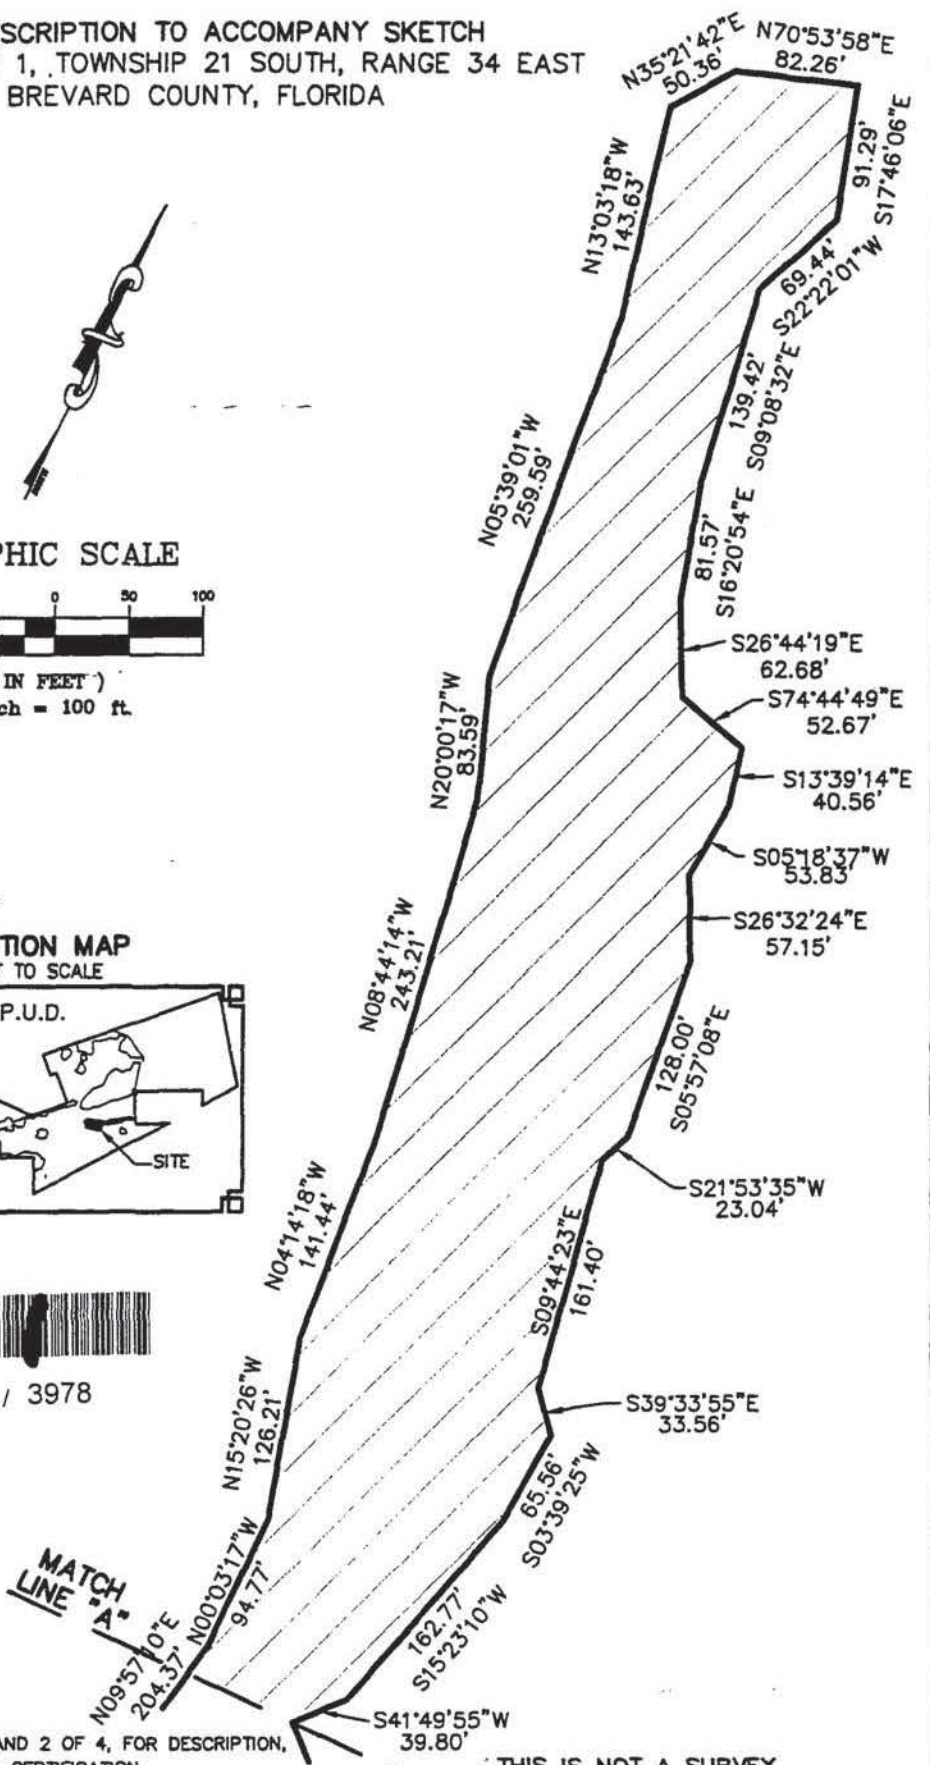 SCRIPTION TO ACCOMPANY SKETCH
1, TOWNSHIP 21 SOUTH, RANGE 34 EAST
BREVARD COUNTY, FLORIDA
N35°21'42"E
50.36'
N70°53'58"E
82.26'
91.29'
S17°46'06"E
69.44'
S22°22'01"W
N13°03'18"W
143.63'
139.42'
S09°08'32"E
N05°39'01"W
259.59'
81.57'
S16°20'54"E
PHIC SCALE
0 50 100
IN FEET )
ch = 100 ft.
S26°44'19"E
62.68'
S74°44'49"E
52.67'
N20°00'17"W
83.59'
S13°39'14"E
40.56'
S05°18'37"W
53.83'
S26°32'24"E
57.15'
TION MAP
T TO SCALE
P.U.D.
SITE
N08°44'14"W
243.21'
128.00'
S05°57'08"E
S21°53'35"W
23.04'
N04°14'18"W
141.44'
S09°44'23"E
161.40'
/ 3978
S39°33'55"E
33.56'
N15°20'26"W
126.21'
65.56'
S03°39'25"W
N00°03'17"W
94.77'
MATCH
LINE "A"
N09°57'10"E
204.37'
162.77'
S15°23'10"W
S41°49'55"W
39.80'
AND 2 OF 4, FOR DESCRIPTION,
CERTIFICATION
THIS IS NOT A SURVEY